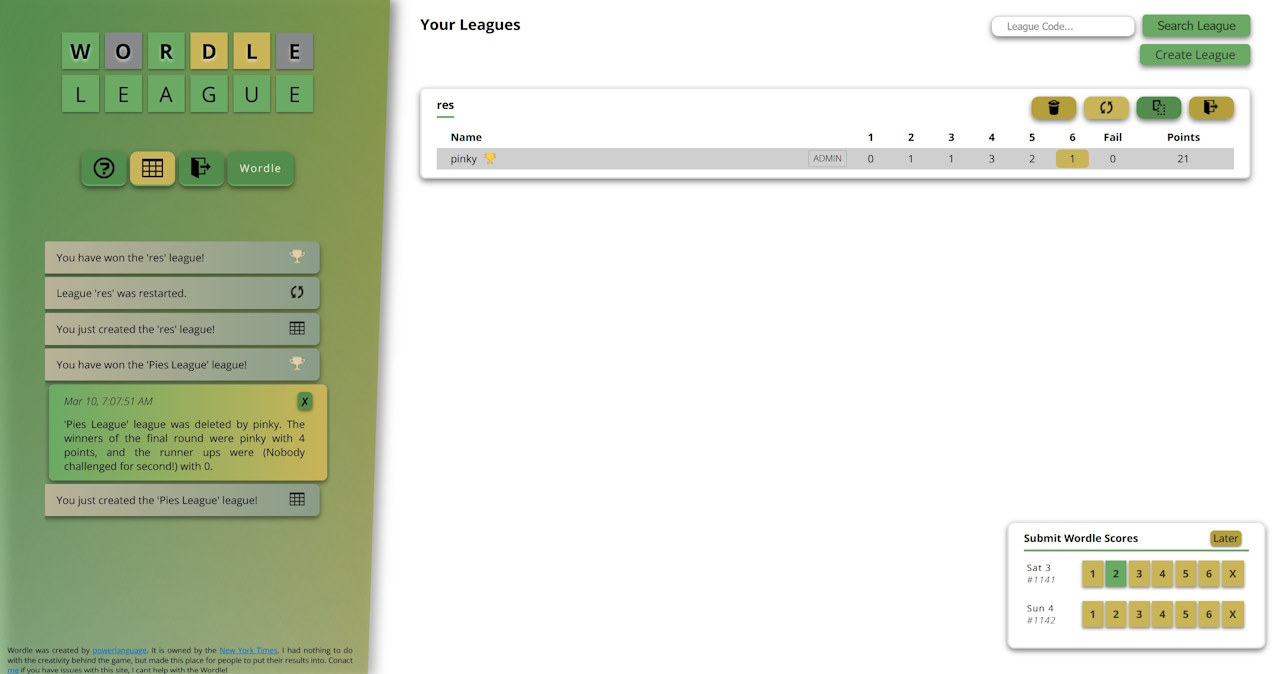 WORDLE
LEAGUE
Wordle
You have won the 'res' league!
League 'res' was restarted.
You just created the 'res' league!
You have won the 'Pies League' league!
Mar 10, 7:07:51 AM
X
'Pies League' league was deleted by pinky. The
winners of the final round were pinky with 4
points, and the runner ups were (Nobody
challenged for second!) with 0.
You just created the 'Pies League' league!
Wordle was created by powerlanguage. It is owned by the New York Times. I had nothing to do
with the creativity behind the game, but made this place for people to put their results into. Conact
me if you have issues with this site, I cant help with the Wordle!
Your Leagues
League Code...
Search League
Create League
res
Name 1 2 3 4 5 6 Fail Points
pinky ADMIN 0 1 1 3 2 1 0 21
Submit Wordle Scores Later
Sat 3
#1141
1 2 3 4 5 6 X
Sun 4
#1142
1 2 3 4 5 6 X